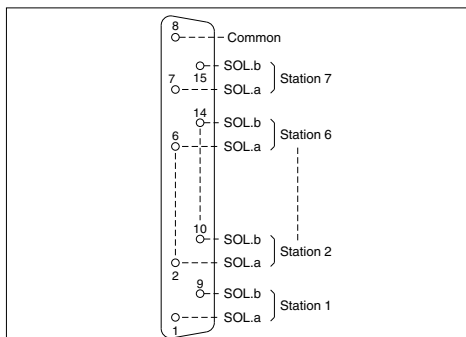 8 Common
15 SOL.b
7 SOL.a Station 7
14 SOL.b
6 SOL.a Station 6
10 SOL.b
2 SOL.a Station 2
9 SOL.b
1 SOL.a Station 1